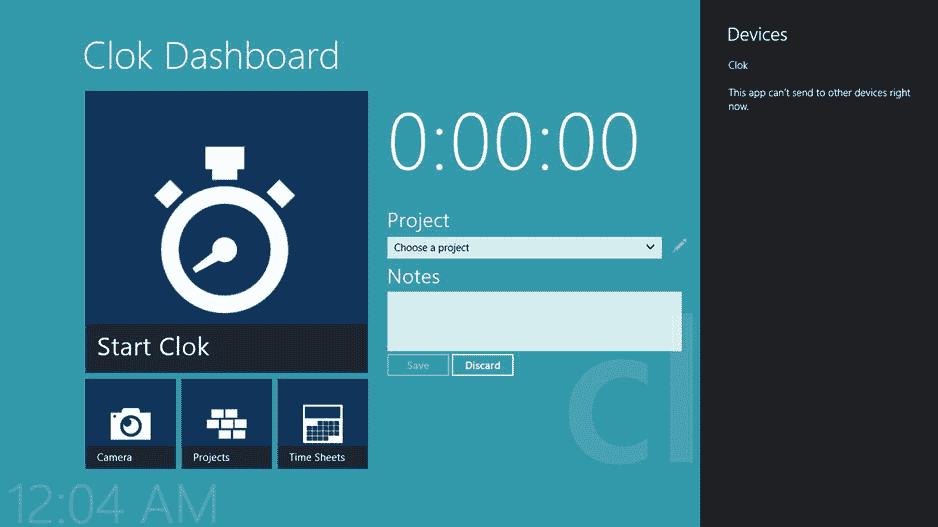 Clok Dashboard
0:00:00
Project
Choose a project
Notes
Save
Discard
Start Clok
Camera
Projects
Time Sheets
12:04 AM
cl
Devices
Clok
This app can't send to other devices right
now.